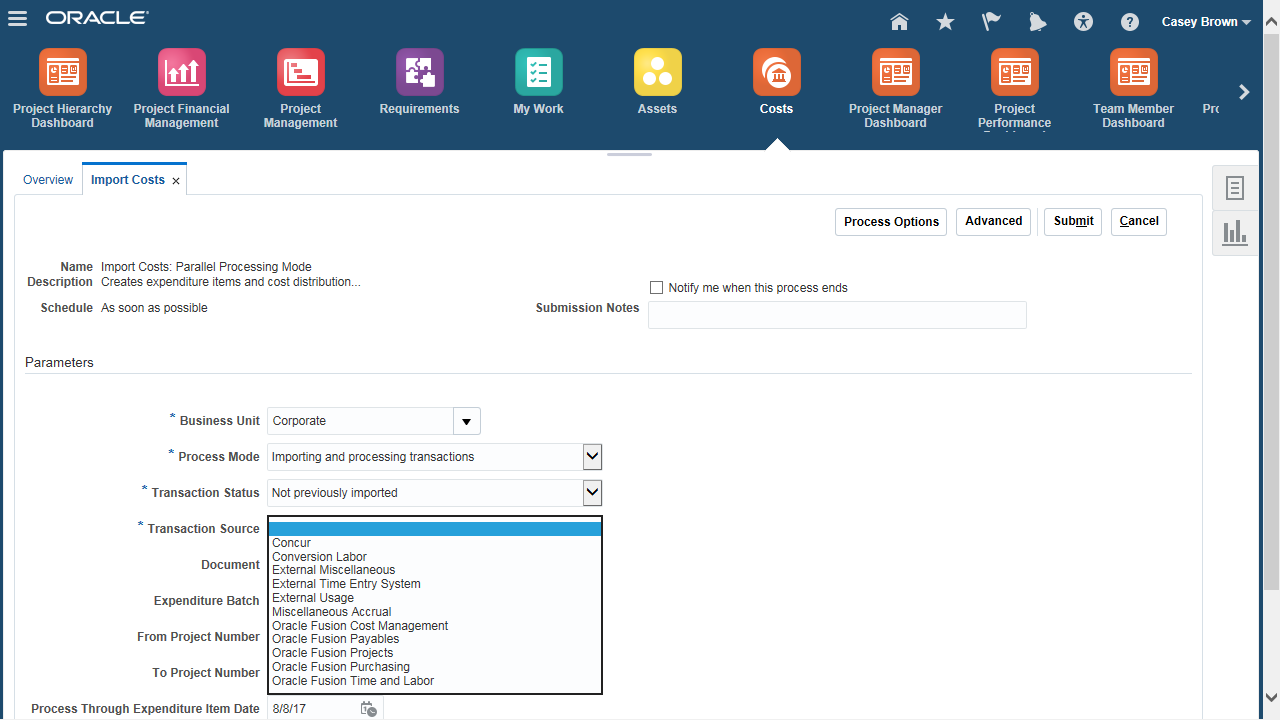 ORACLE
Casey Brown
Project Hierarchy Dashboard
Project Financial Management
Project Management
Requirements
My Work
Assets
Costs
Project Manager Dashboard
Project Performance
Team Member Dashboard
Overview
Import Costs
Process Options
Advanced
Submit
Cancel
Name Import Costs: Parallel Processing Mode
Description Creates expenditure items and cost distribution...
Notify me when this process ends
Schedule As soon as possible
Submission Notes
Parameters
* Business Unit Corporate
* Process Mode Importing and processing transactions
* Transaction Status Not previously imported
* Transaction Source
Concur
Conversion Labor
External Miscellaneous
External Time Entry System
External Usage
Miscellaneous Accrual
Oracle Fusion Cost Management
Oracle Fusion Payables
Oracle Fusion Projects
Oracle Fusion Purchasing
Oracle Fusion Time and Labor
Document
Expenditure Batch
From Project Number
To Project Number
Process Through Expenditure Item Date 8/8/17